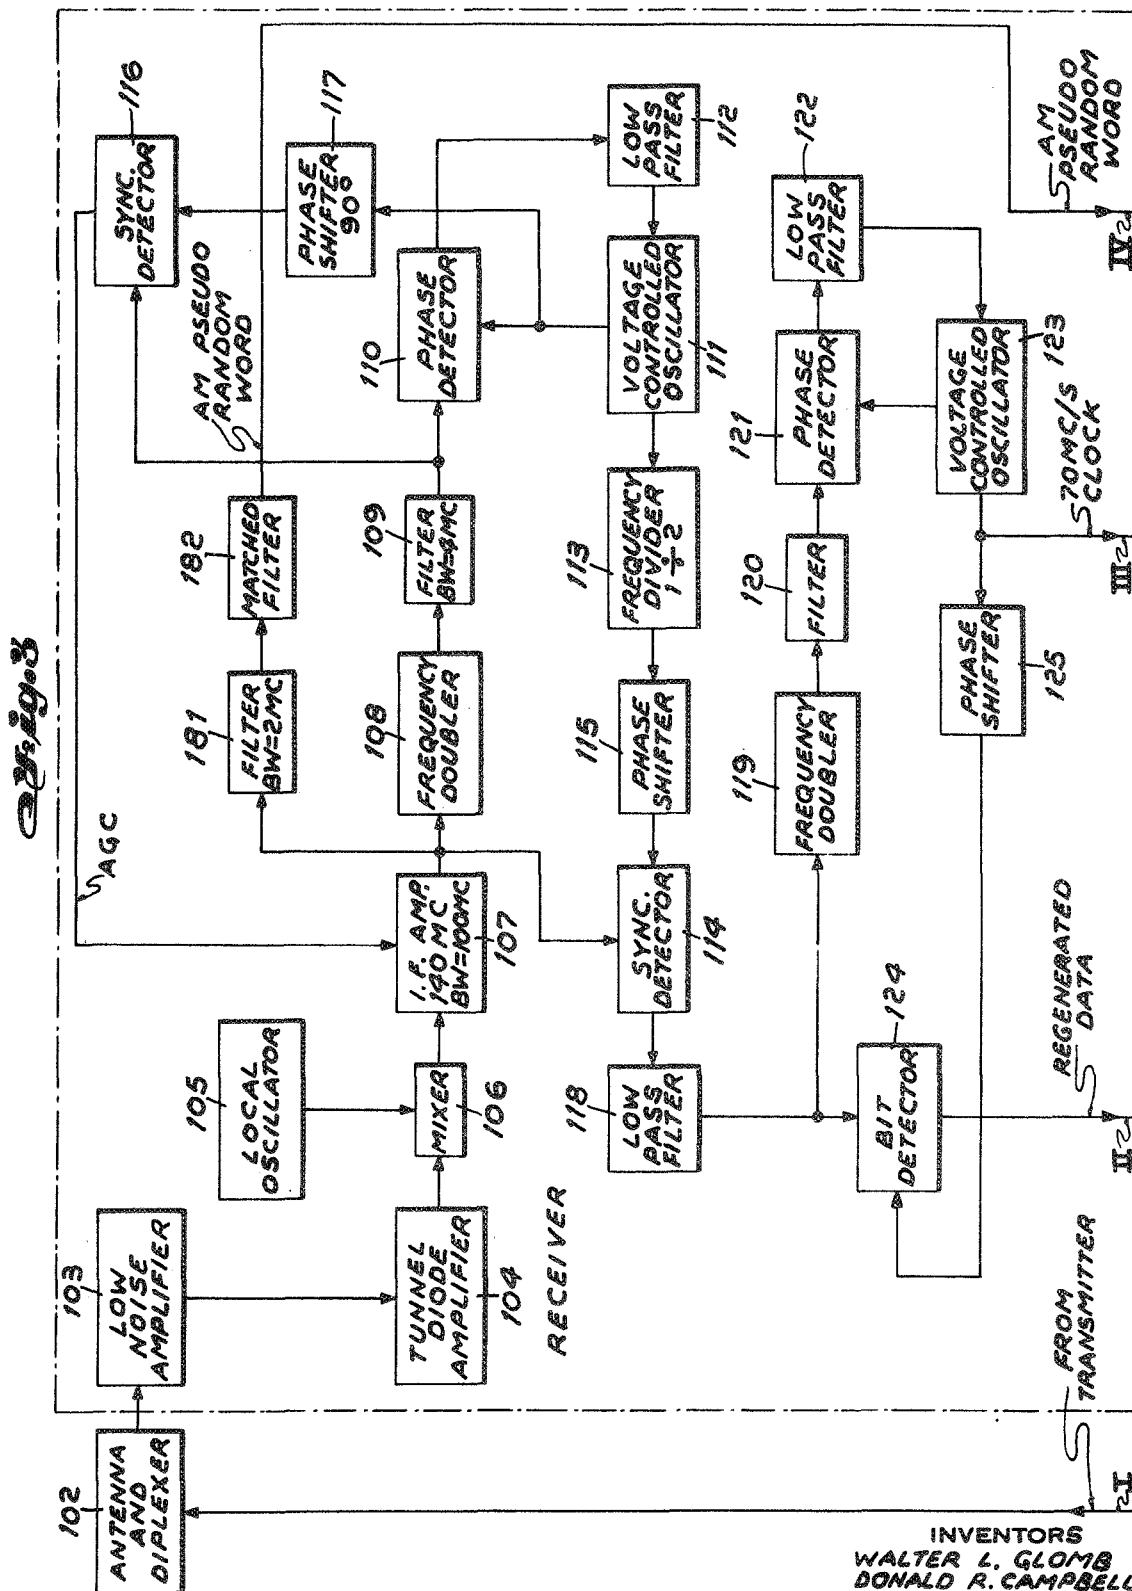 Fig. 3
102
ANTENNA
AND
DIPLEXER
103
LOW
NOISE
AMPLIFIER
AGC
SYNC.
DETECTOR
116
105
LOCAL
OSCILLATOR
181
FILTER
BW=2MC
182
MATCHED
FILTER
AM PSEUDO
RANDOM
WORD
PHASE
SHIFTER
90°
117
TUNNEL
DIODE
AMPLIFIER
104
MIXER
106
I.F. AMP.
140 MC
BW=100MC
107
108
FREQUENCY
DOUBLER
109
FILTER
BW=4MC
110
PHASE
DETECTOR
RECEIVER
118
LOW
PASS
FILTER
SYNC.
DETECTOR
114
115
PHASE
SHIFTER
113
FREQUENCY
DIVIDER
1÷2
VOLTAGE
CONTROLLED
OSCILLATOR
111
LOW
PASS
FILTER
112
119
FREQUENCY
DOUBLER
120
FILTER
121
PHASE
DETECTOR
LOW
PASS
FILTER
122
BIT
DETECTOR
124
PHASE
SHIFTER
125
VOLTAGE
CONTROLLED
OSCILLATOR
123
FROM
TRANSMITTER
REGENERATED
DATA
70MC/S
CLOCK
AM
PSEUDO
RANDOM
WORD
I
II
III
IV
INVENTORS
WALTER L. GLOMB
DONALD R. CAMPBELL